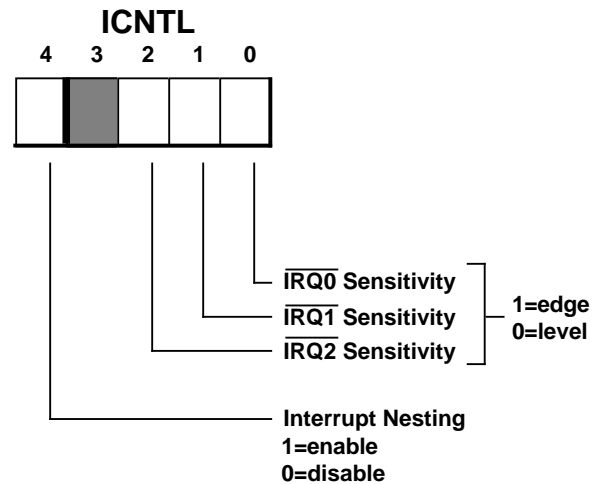 ICNTL
4 3 2 1 0
IRQ0 Sensitivity
IRQ1 Sensitivity
IRQ2 Sensitivity
1=edge
0=level
Interrupt Nesting
1=enable
0=disable